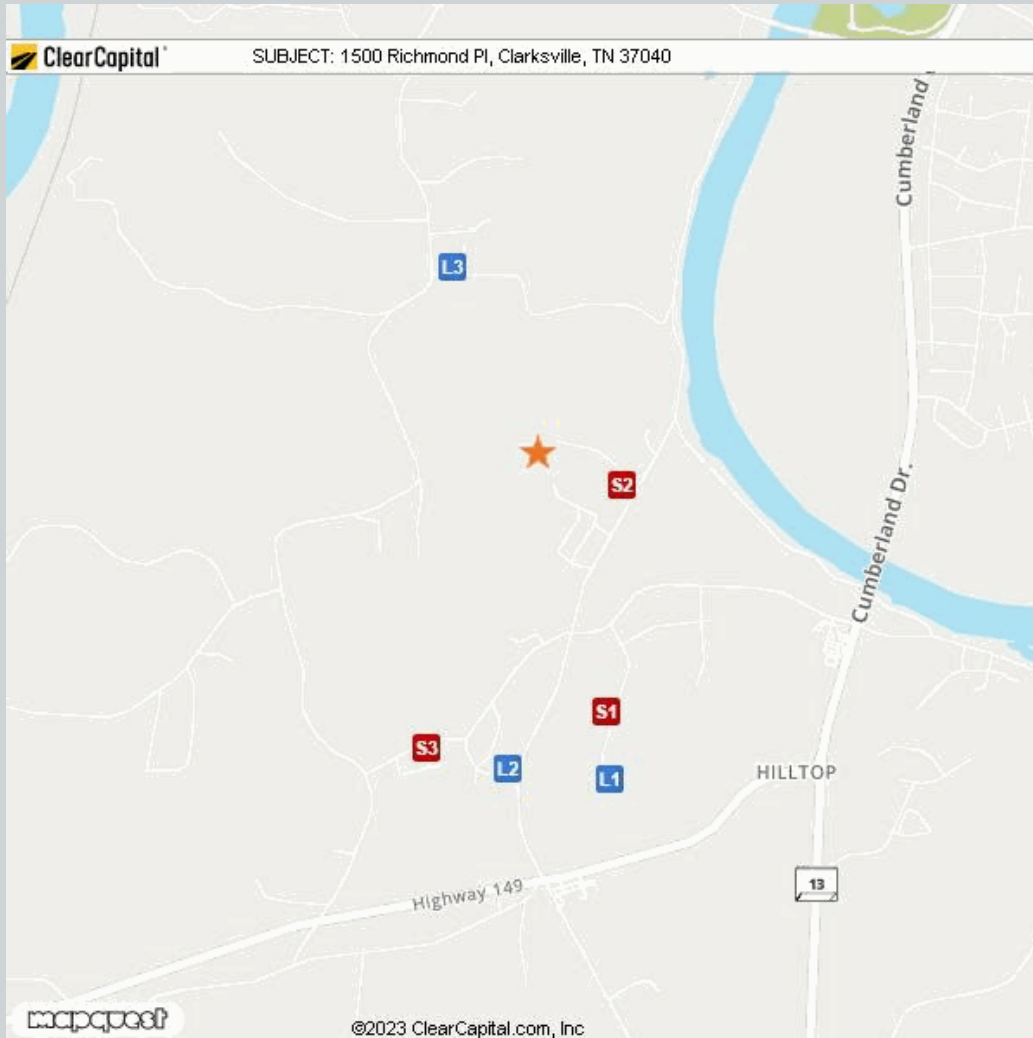 ClearCapital SUBJECT: 1500 Richmond Pl, Clarksville, TN 37040
Cumberland
L3
S2
Cumberland Dr.
S1
S3
L2
L1
HILLTOP
13
Highway 149
mapquest
©2023 ClearCapital.com, Inc